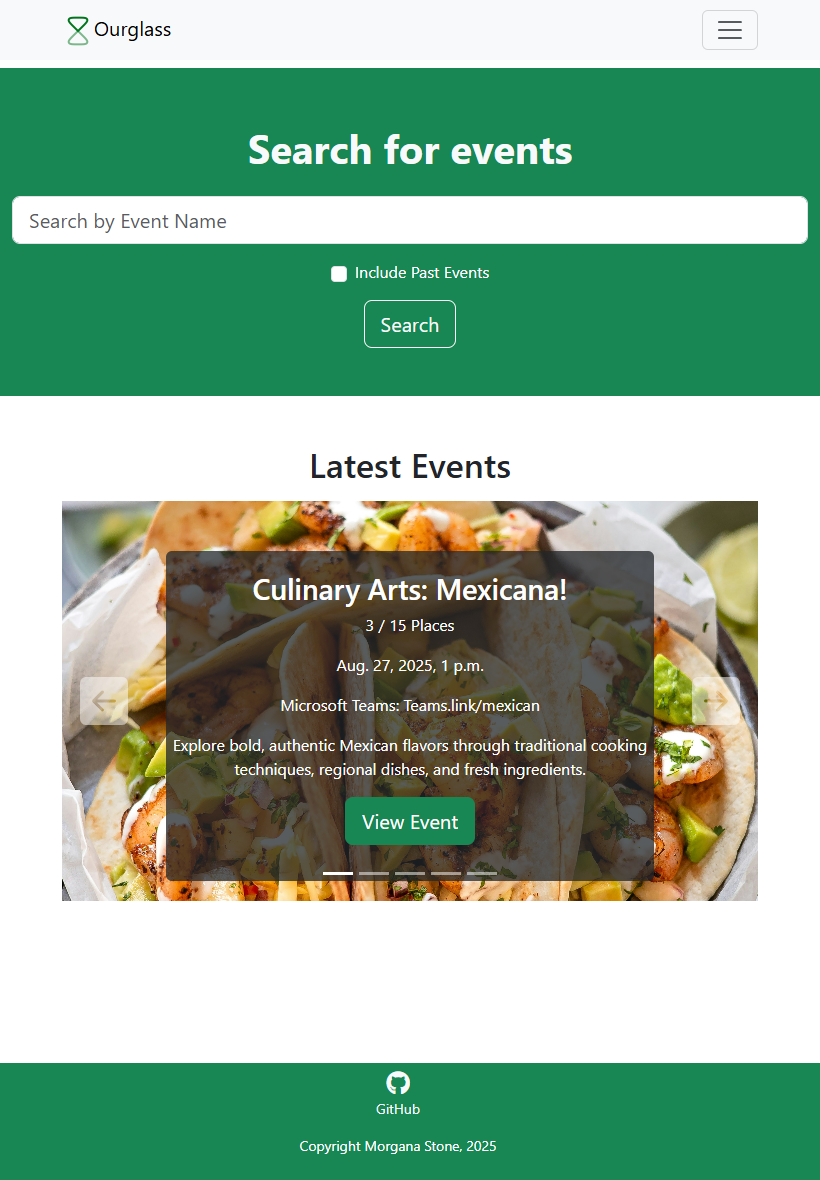 Ourglass
Search for events
Search by Event Name
Include Past Events
Search
Latest Events
Culinary Arts: Mexicana!
3 / 15 Places
Aug. 27, 2025, 1 p.m.
Microsoft Teams: Teams.link/mexican
Explore bold, authentic Mexican flavors through traditional cooking
techniques, regional dishes, and fresh ingredients.
View Event
GitHub
Copyright Morgana Stone, 2025